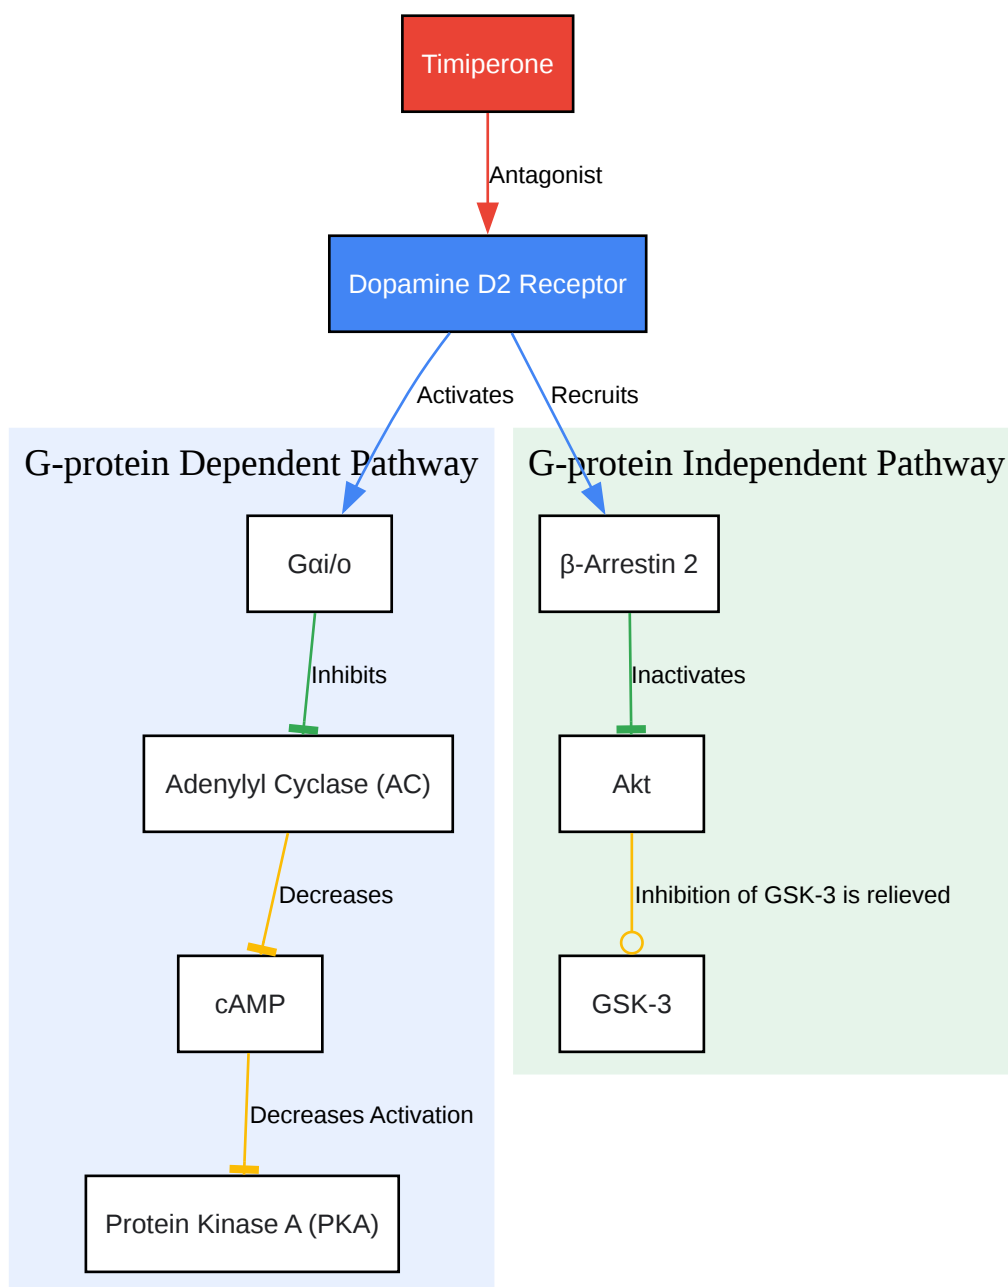 Timiperone
Antagonist
Dopamine D2 Receptor
Activates
Recruits
G-protein Dependent Pathway
Gαi/o
Inhibits
Adenylyl Cyclase (AC)
Decreases
cAMP
Decreases Activation
Protein Kinase A (PKA)
G-protein Independent Pathway
β-Arrestin 2
Inactivates
Akt
Inhibition of GSK-3 is relieved
GSK-3